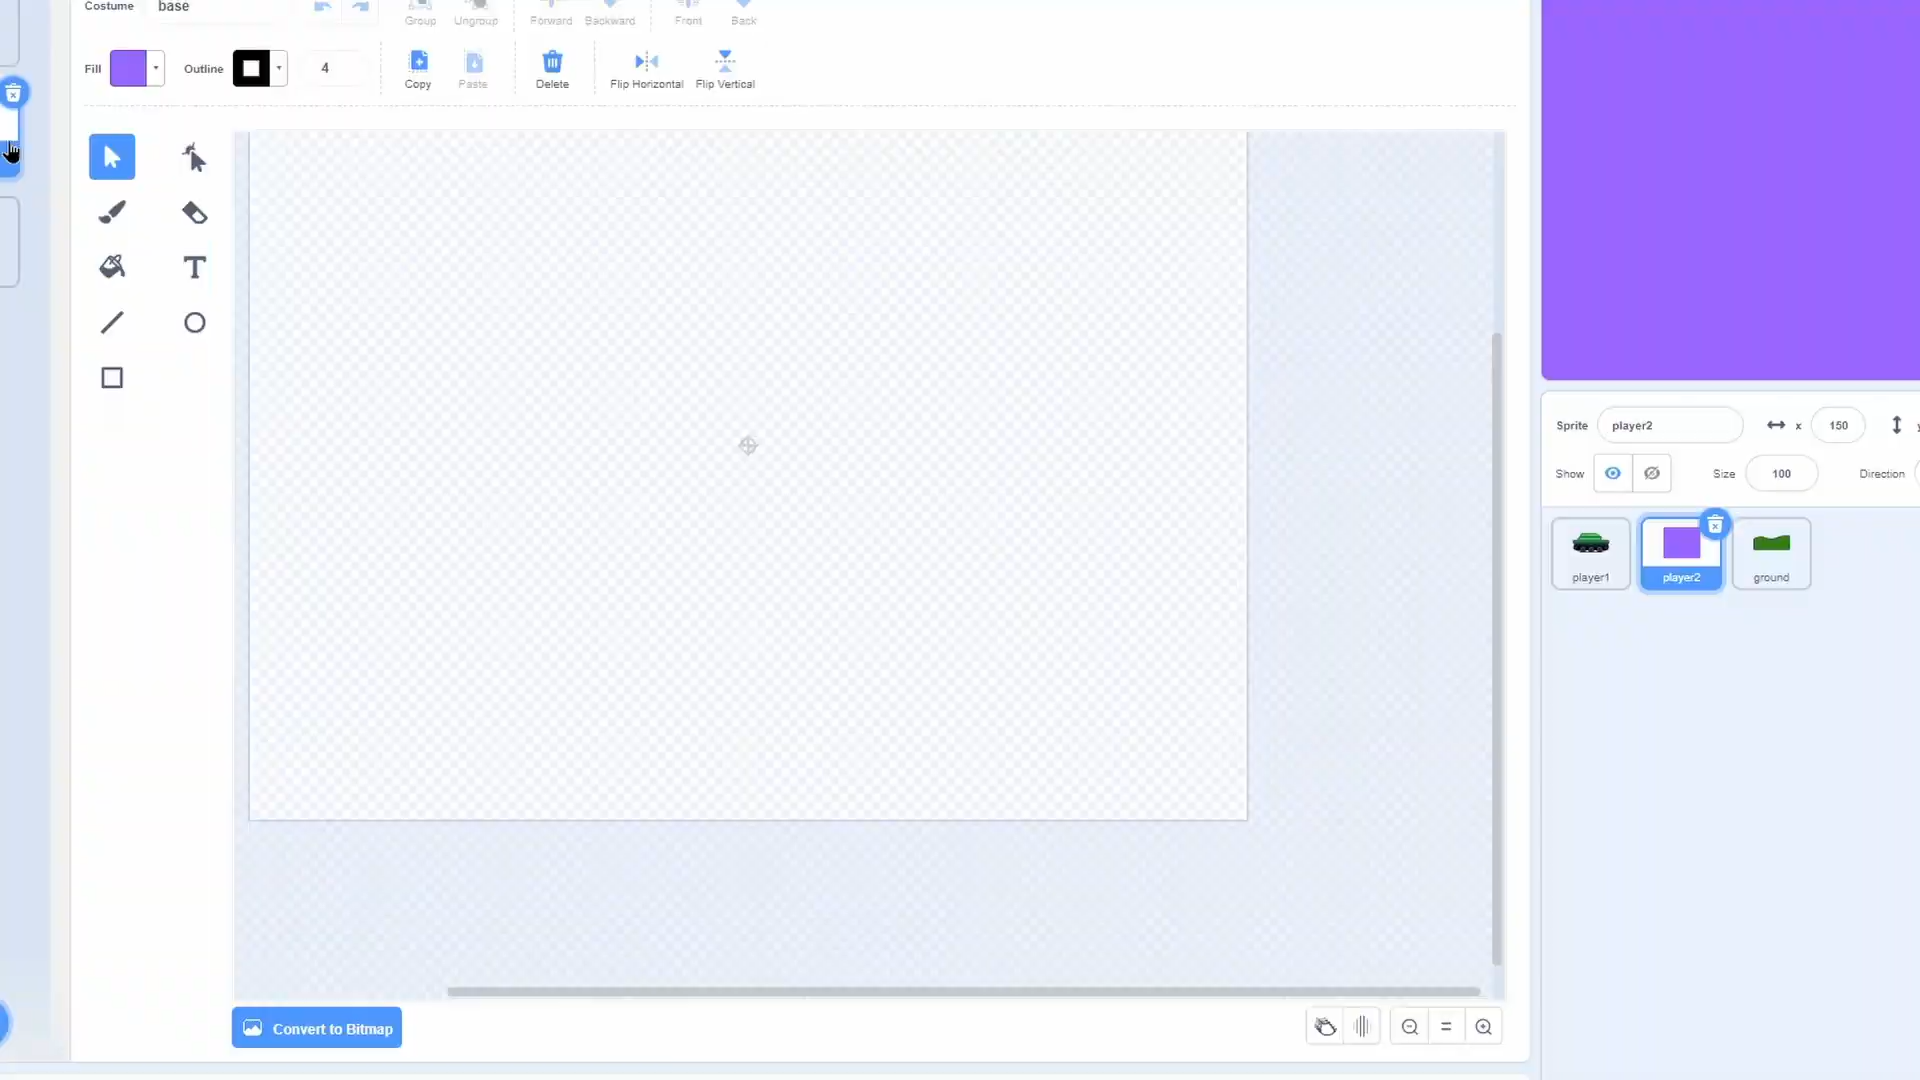 Costume base
Group Ungroup Forward Backward Front Back
Fill Outline 4
Copy Paste Delete Flip Horizontal Flip Vertical
T
Sprite player2 x 150 y
Show Size 100 Direction
player1 player2 ground
Convert to Bitmap